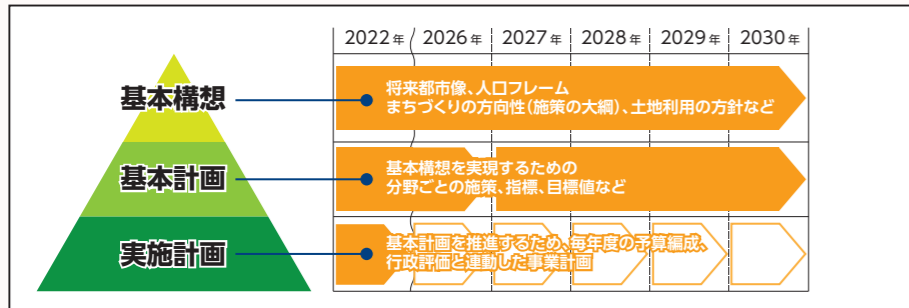 2022年 2026年 2027年 2028年 2029年 2030年
基本構想
将来都市像、人口フレーム
まちづくりの方向性(施策の大綱)、土地利用の方針など
基本計画
基本構想を実現するための
分野ごとの施策、指標、目標値など
実施計画
基本計画を推進するため、毎年度の予算編成、
行政評価と連動した事業計画